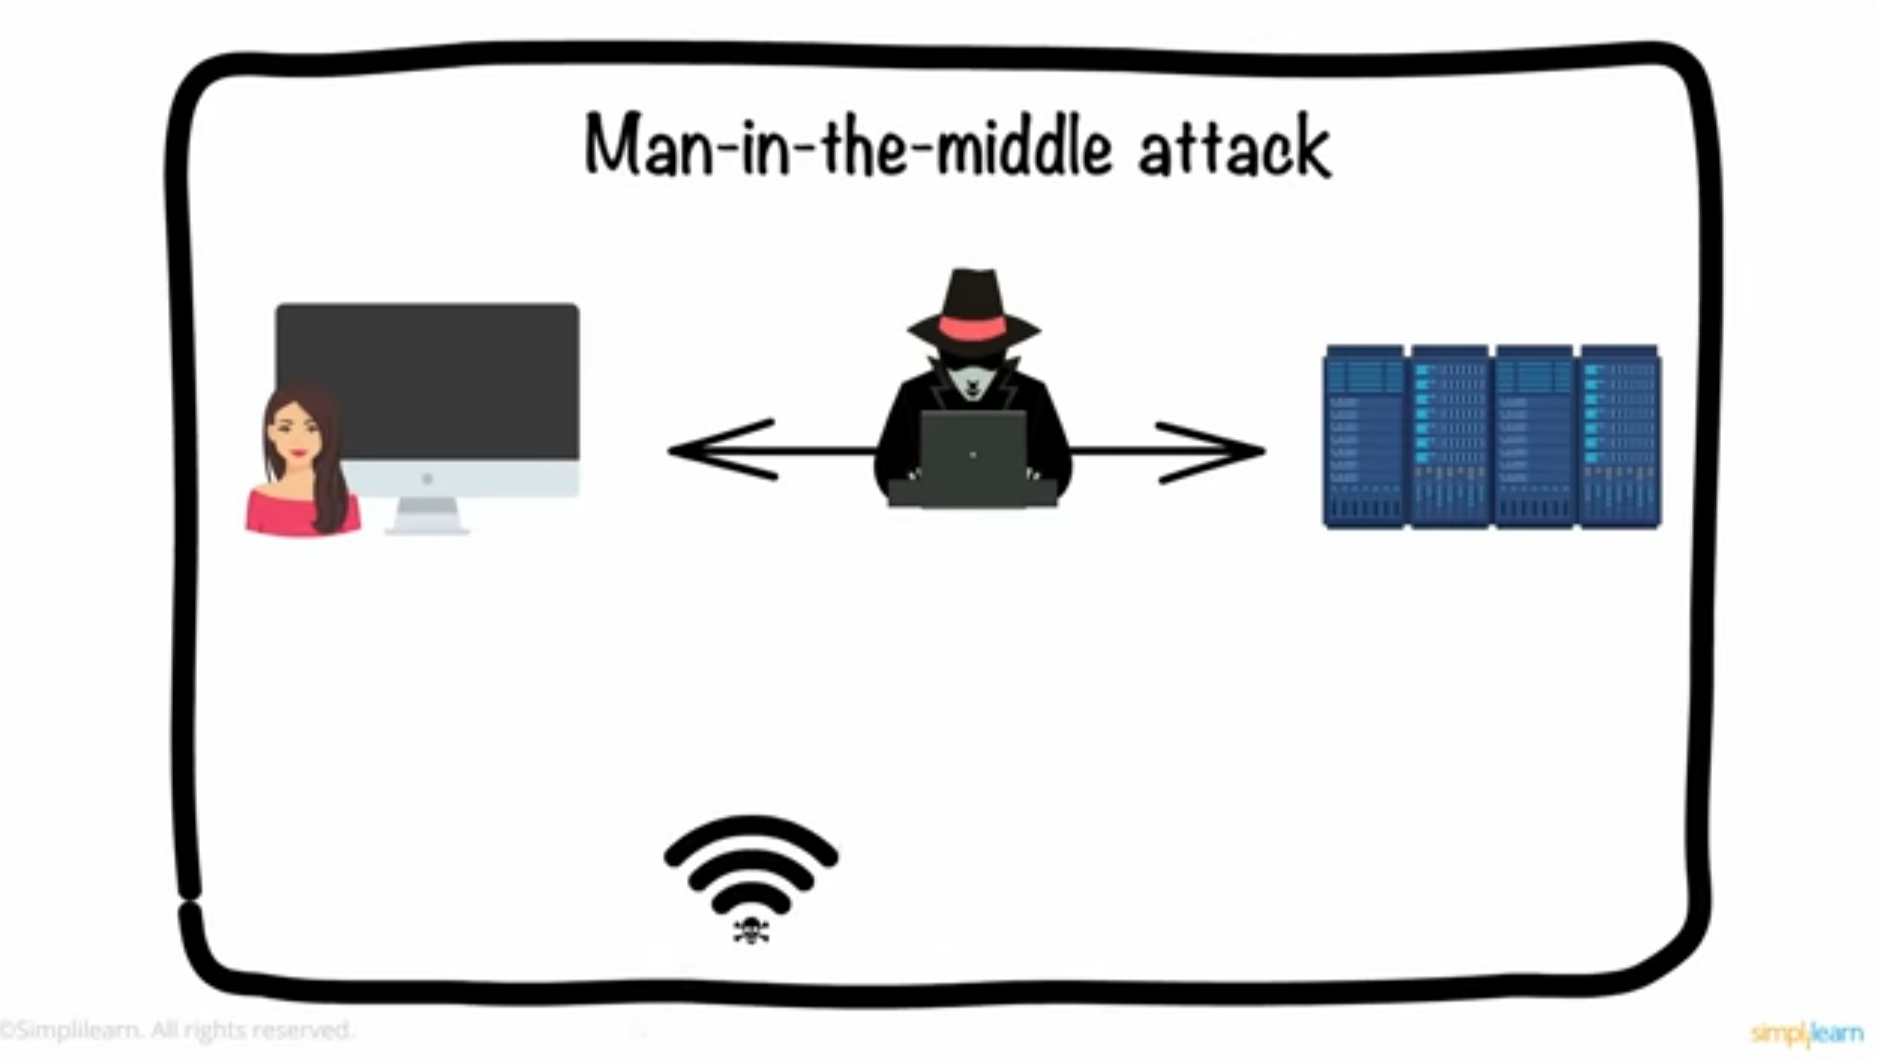 Man-in-the-middle attack
©Simplilearn. All rights reserved.
simplilearn